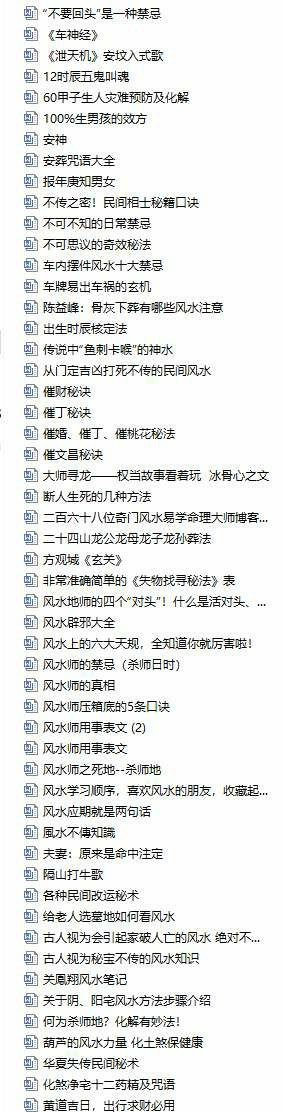 “不要回头”是一种禁忌
《车神经》
《泄天机》安坟入式歌
12时辰五鬼叫魂
60甲子生人灾难预防及化解
100%生男孩的效方
安神
安葬咒语大全
报年庚知男女
不传之密！民间相士秘籍口诀
不可不知的日常禁忌
不可思议的奇效秘法
车内摆件风水十大禁忌
车牌易出车祸的玄机
陈益峰：骨灰下葬有哪些风水注意
出生时辰核定法
传说中“鱼刺卡喉”的神水
从门定吉凶打死不传的民间风水
催财秘诀
催丁秘诀
催婚、催丁、催桃花秘法
催文昌秘诀
大师寻龙——权当故事看着玩  冰骨心之文
断人生死的几种方法
二百六十八位奇门风水易学命理大师博客...
二十四山龙公龙母龙子龙孙葬法
方观城《玄关》
非常准确简单的《失物找寻秘法》表
风水地师的四个“对头”！什么是活对头、...
风水辟邪大全
风水上的六大天规，全知道你就厉害啦！
风水师的禁忌（杀师日时）
风水师的真相
风水师压箱底的5条口诀
风水师用事表文 (2)
风水师用事表文
风水师之死地--杀师地
风水学习顺序，喜欢风水的朋友，收藏起...
风水应期就是两句话
風水不傳知識
夫妻：原来是命中注定
隔山打牛歌
各种民间改运秘术
给老人选墓地如何看风水
古人视为会引起家破人亡的风水 绝对不...
古人视为秘宝不传的风水知识
关凤翔风水笔记
关于阴、阳宅风水方法步骤介绍
何为杀师地？化解有妙法！
葫芦的风水力量 化土煞保健康
华夏失传民间秘术
化煞净宅十二药精及咒语
黄道吉日，出行求财必用